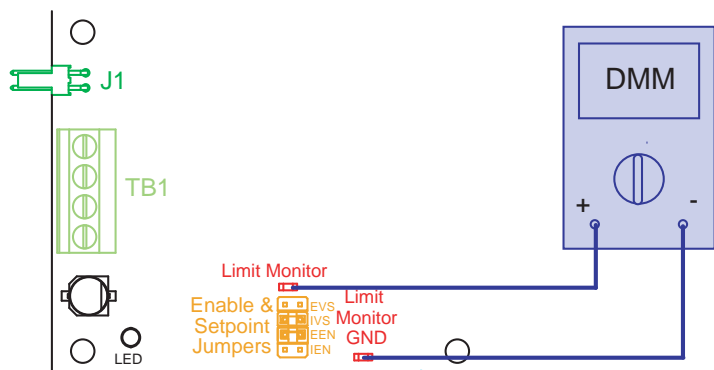 J1
DMM
TB1
+ -
Limit Monitor
Enable &
Setpoint
Jumpers
EVS
IVS
EEN
IEN
Limit
Monitor
GND
LED